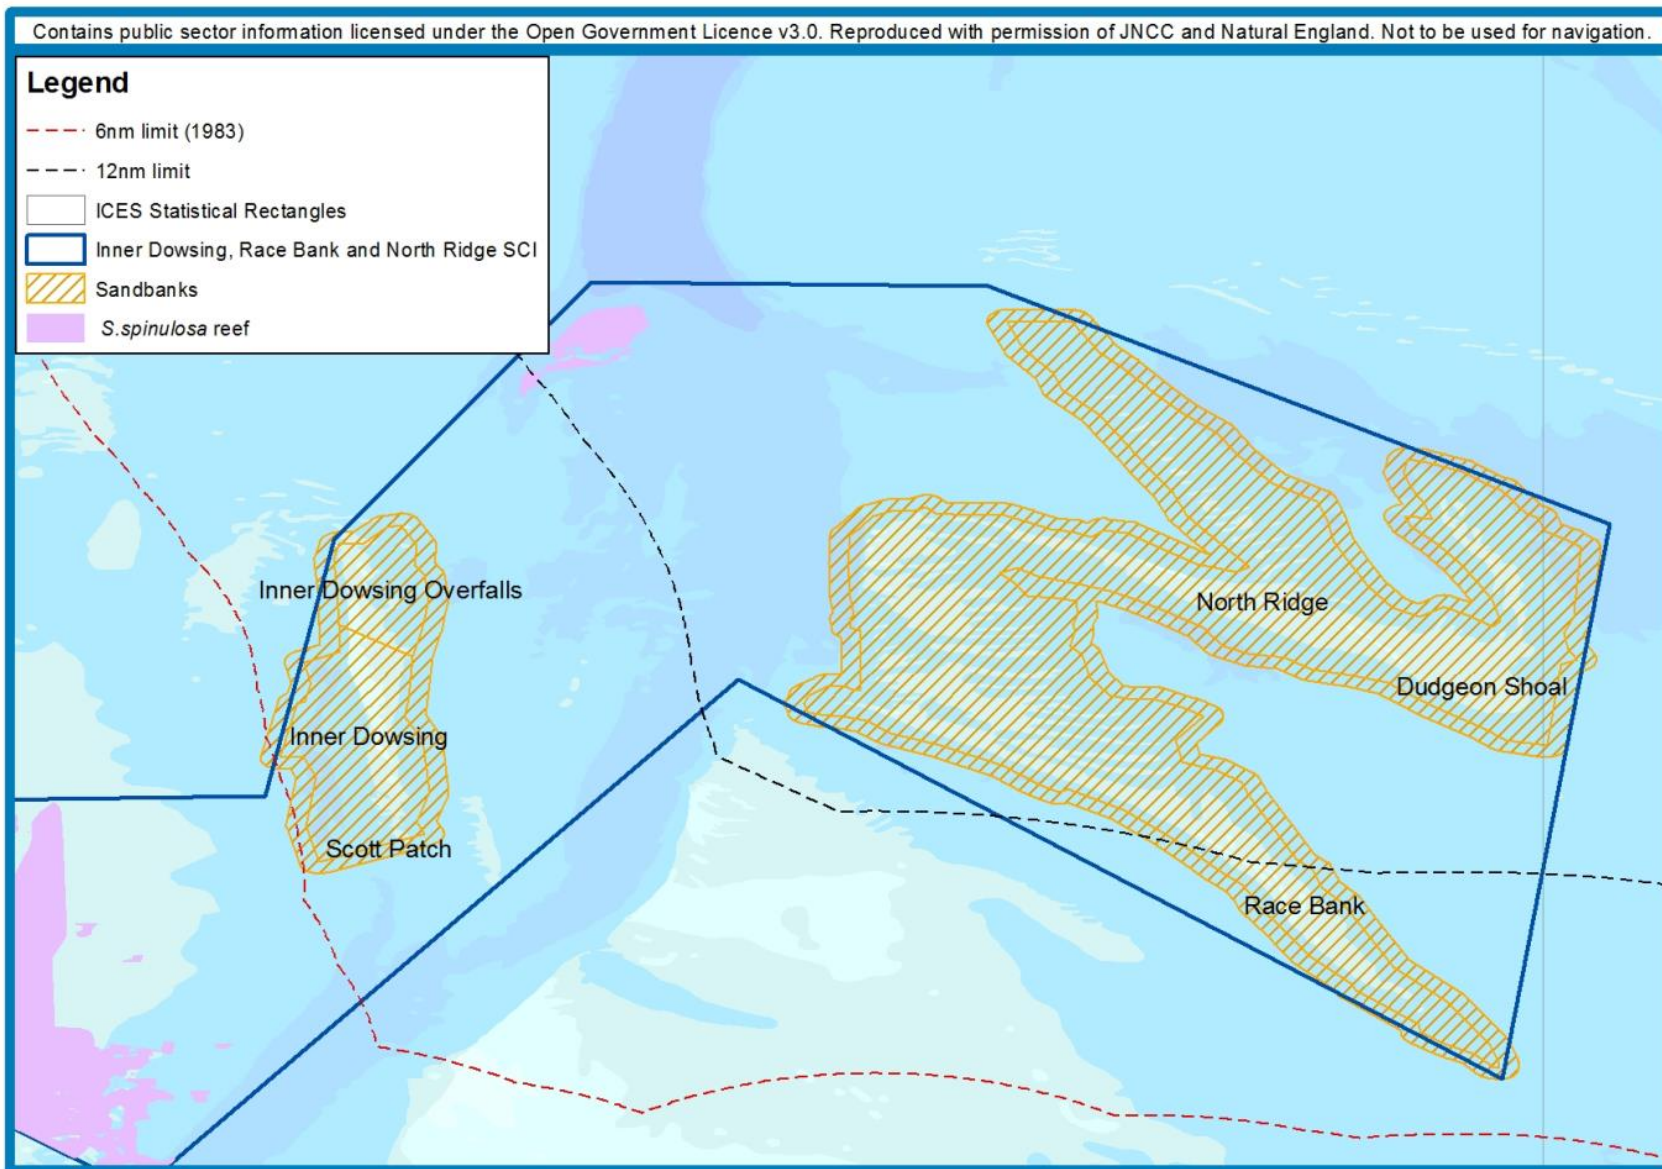 Contains public sector information licensed under the Open Government Licence v3.0. Reproduced with permission of JNCC and Natural England. Not to be used for navigation.
Legend
6nm limit (1983)
12nm limit
ICES Statistical Rectangles
Inner Dowsing, Race Bank and North Ridge SCI
Sandbanks
S.spinulosa reef
Inner Dowsing Overfalls
North Ridge
Dudgeon Shoal
Inner Dowsing
Scott Patch
Race Bank